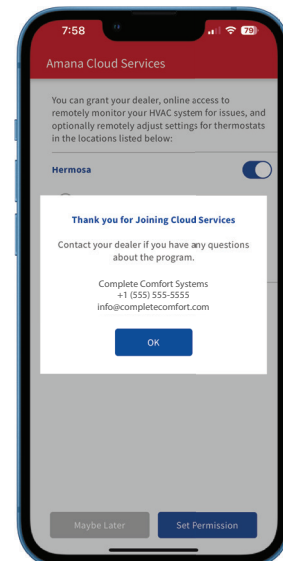 7:58
79
Amana Cloud Services
You can grant your dealer, online access to
remotely monitor your HVAC system for issues, and
optionally remotely adjust settings for thermostats
in the locations listed below:
Hermosa
Thank you for Joining Cloud Services
Contact your dealer if you have any questions
about the program.
Complete Comfort Systems
+1 (555) 555-5555
info@completecomfort.com
OK
Maybe Later
Set Permission